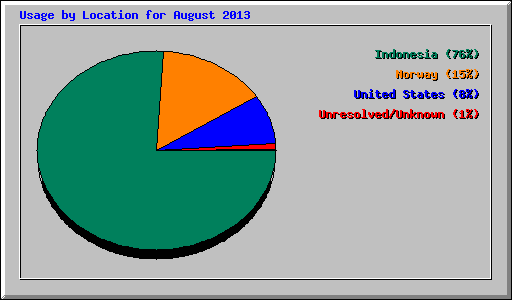 Usage by Location for August 2013
Indonesia (76%)
Norway (15%)
United States (8%)
Unresolved/Unknown (1%)